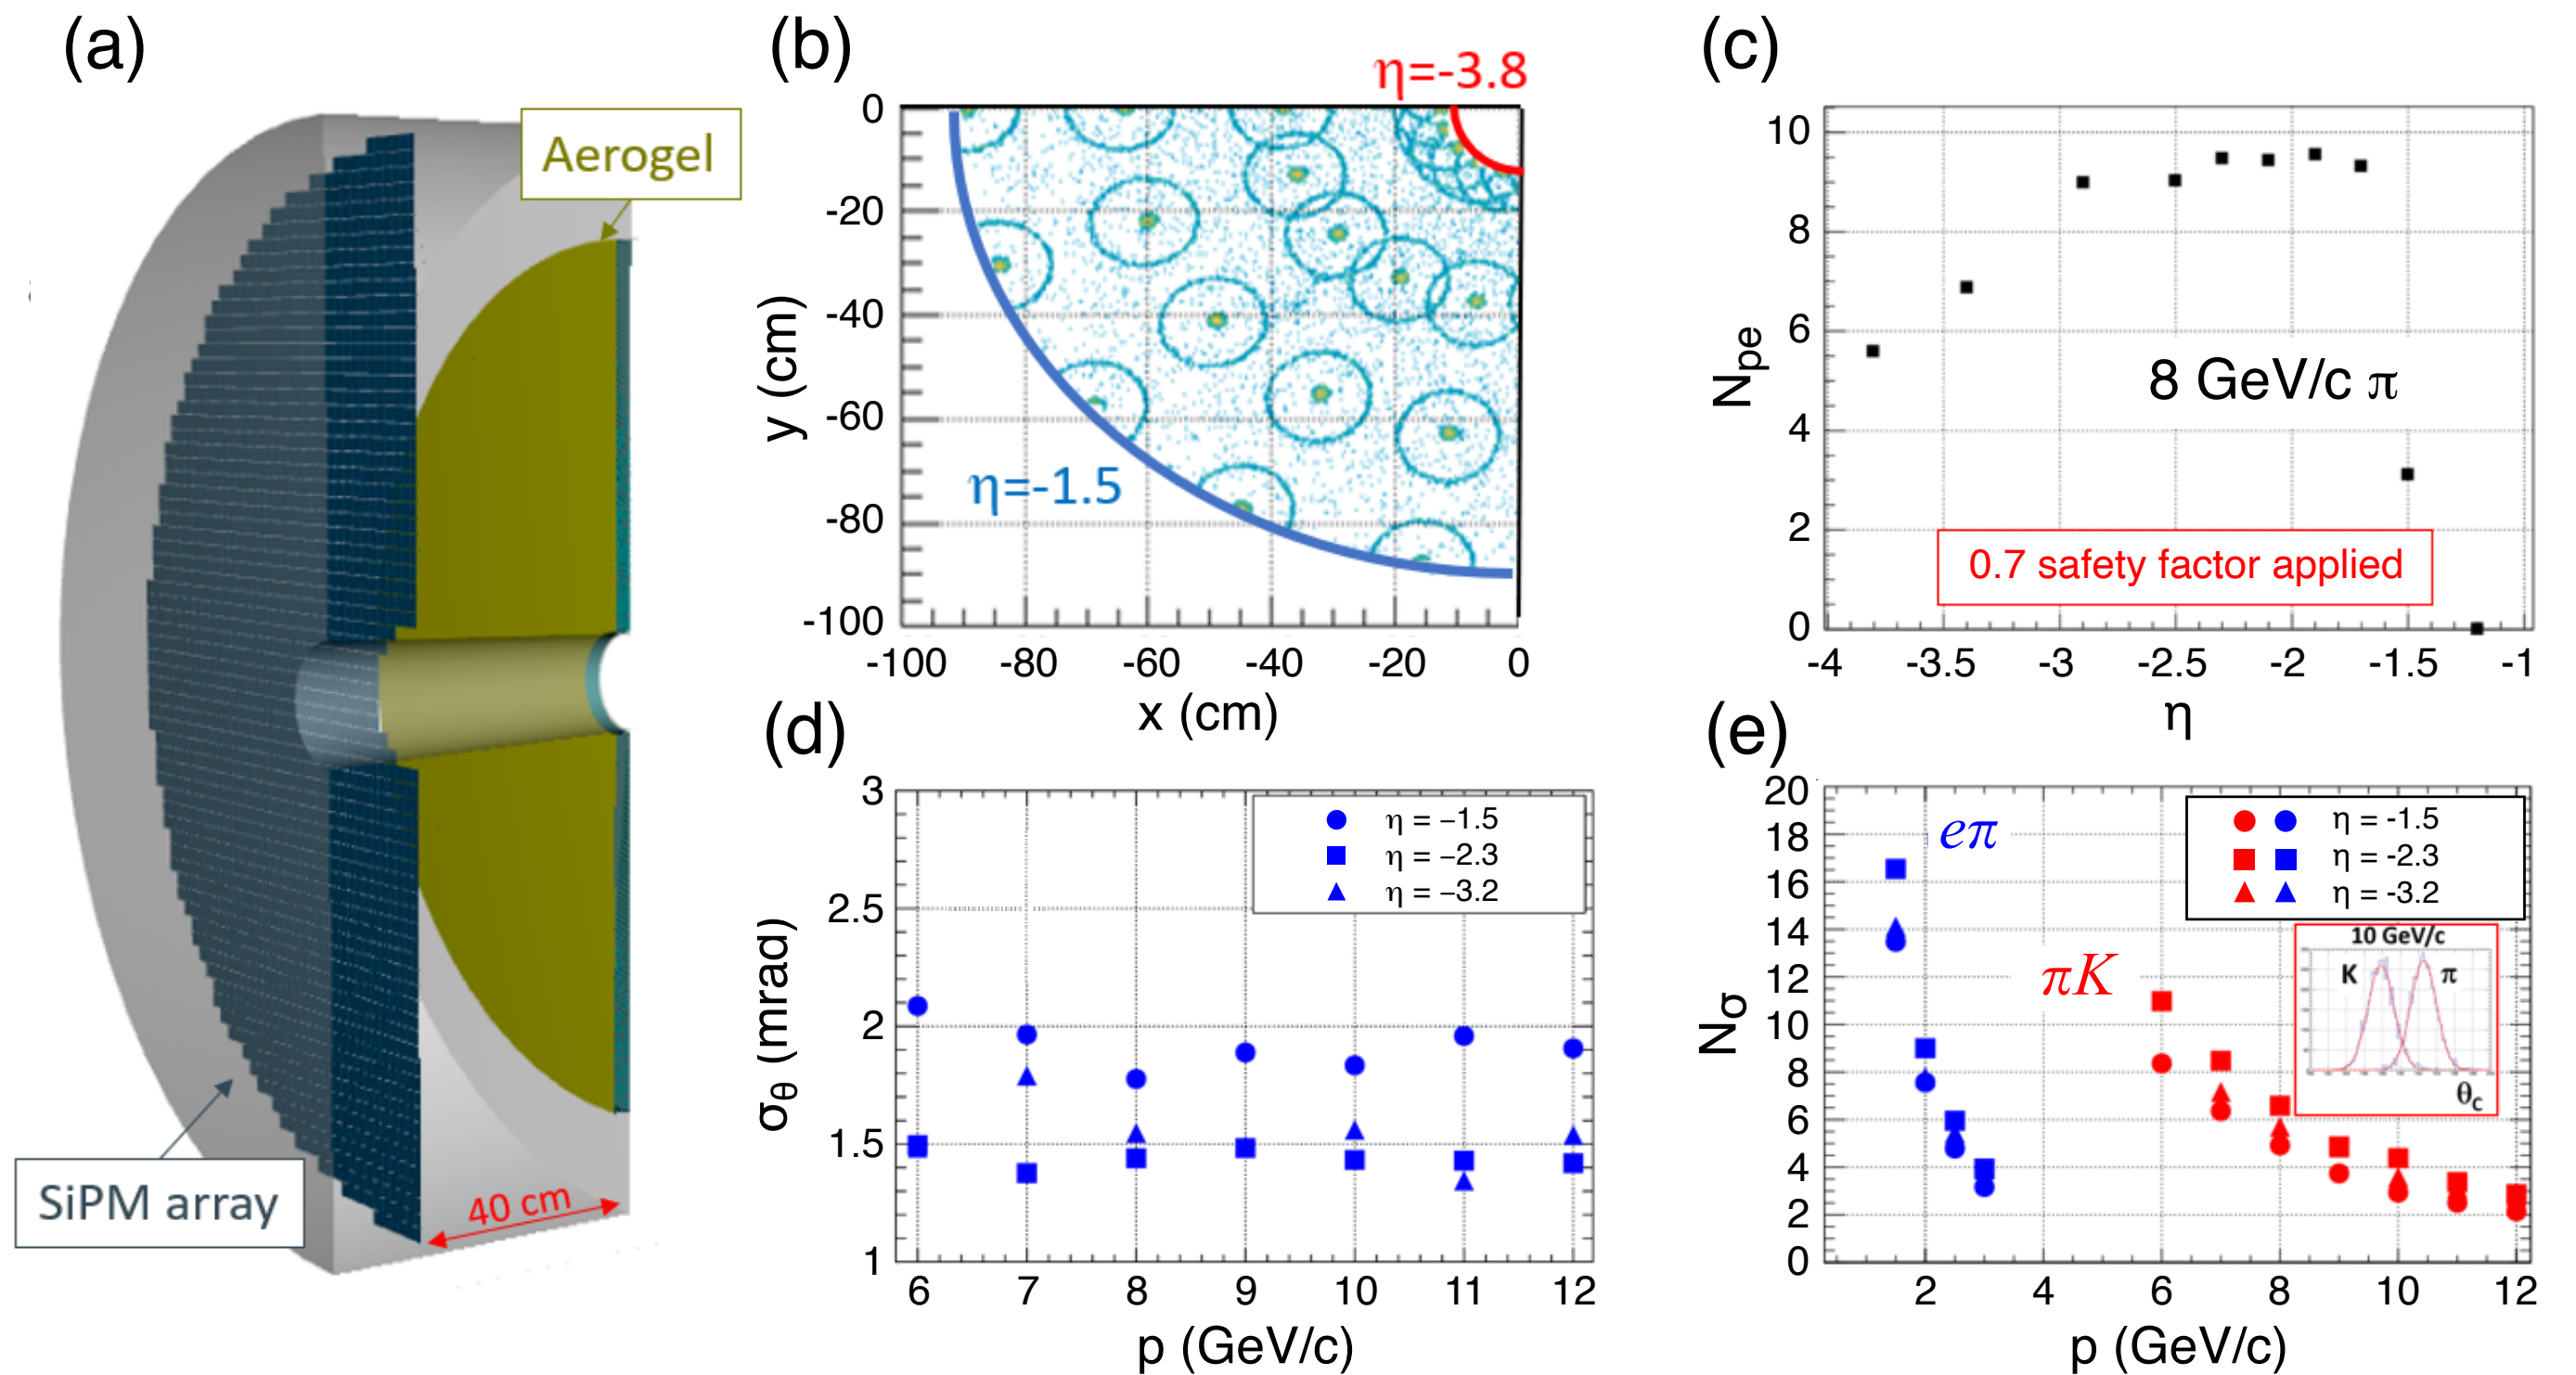 (a)
Aerogel
SiPM array
40 cm
(b)
η=-3.8
η=-1.5
0
-20
-40
-60
-80
-100
y (cm)
-100 -80 -60 -40 -20 0
x (cm)
(c)
10
8
6
4
2
0
Npe
8 GeV/c π
0.7 safety factor applied
-4 -3.5 -3 -2.5 -2 -1.5 -1
η
(d)
3
2.5
2
1.5
1
σθ (mrad)
η = −1.5
η = −2.3
η = −3.2
6 7 8 9 10 11 12
p (GeV/c)
(e)
20
18
16
14
12
10
8
6
4
2
0
Nσ
eπ
πK
η = -1.5
η = -2.3
η = -3.2
10 GeV/c
K π
θc
2 4 6 8 10 12
p (GeV/c)